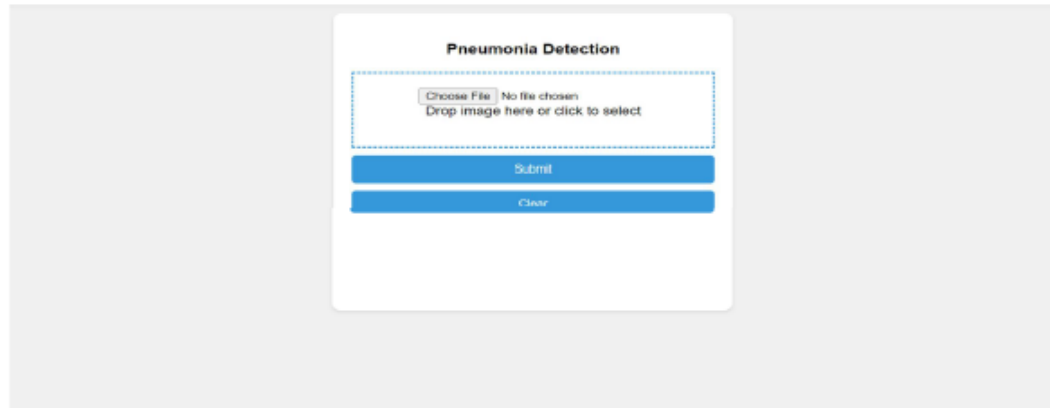 Pneumonia Detection
Choose File No file chosen
Drop image here or click to select
Submit
Clear